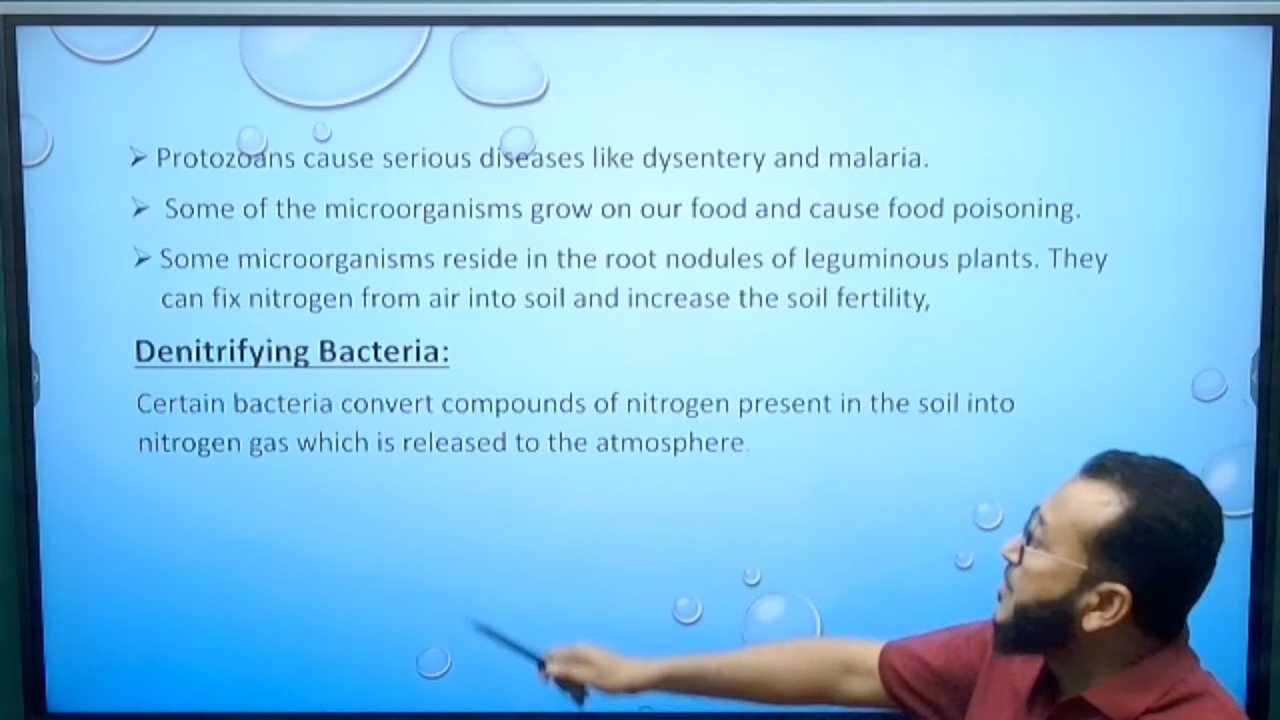 ➢ Protozoans cause serious diseases like dysentery and malaria.
➢ Some of the microorganisms grow on our food and cause food poisoning.
➢ Some microorganisms reside in the root nodules of leguminous plants. They
can fix nitrogen from air into soil and increase the soil fertility,
Denitrifying Bacteria:
Certain bacteria convert compounds of nitrogen present in the soil into
nitrogen gas which is released to the atmosphere.